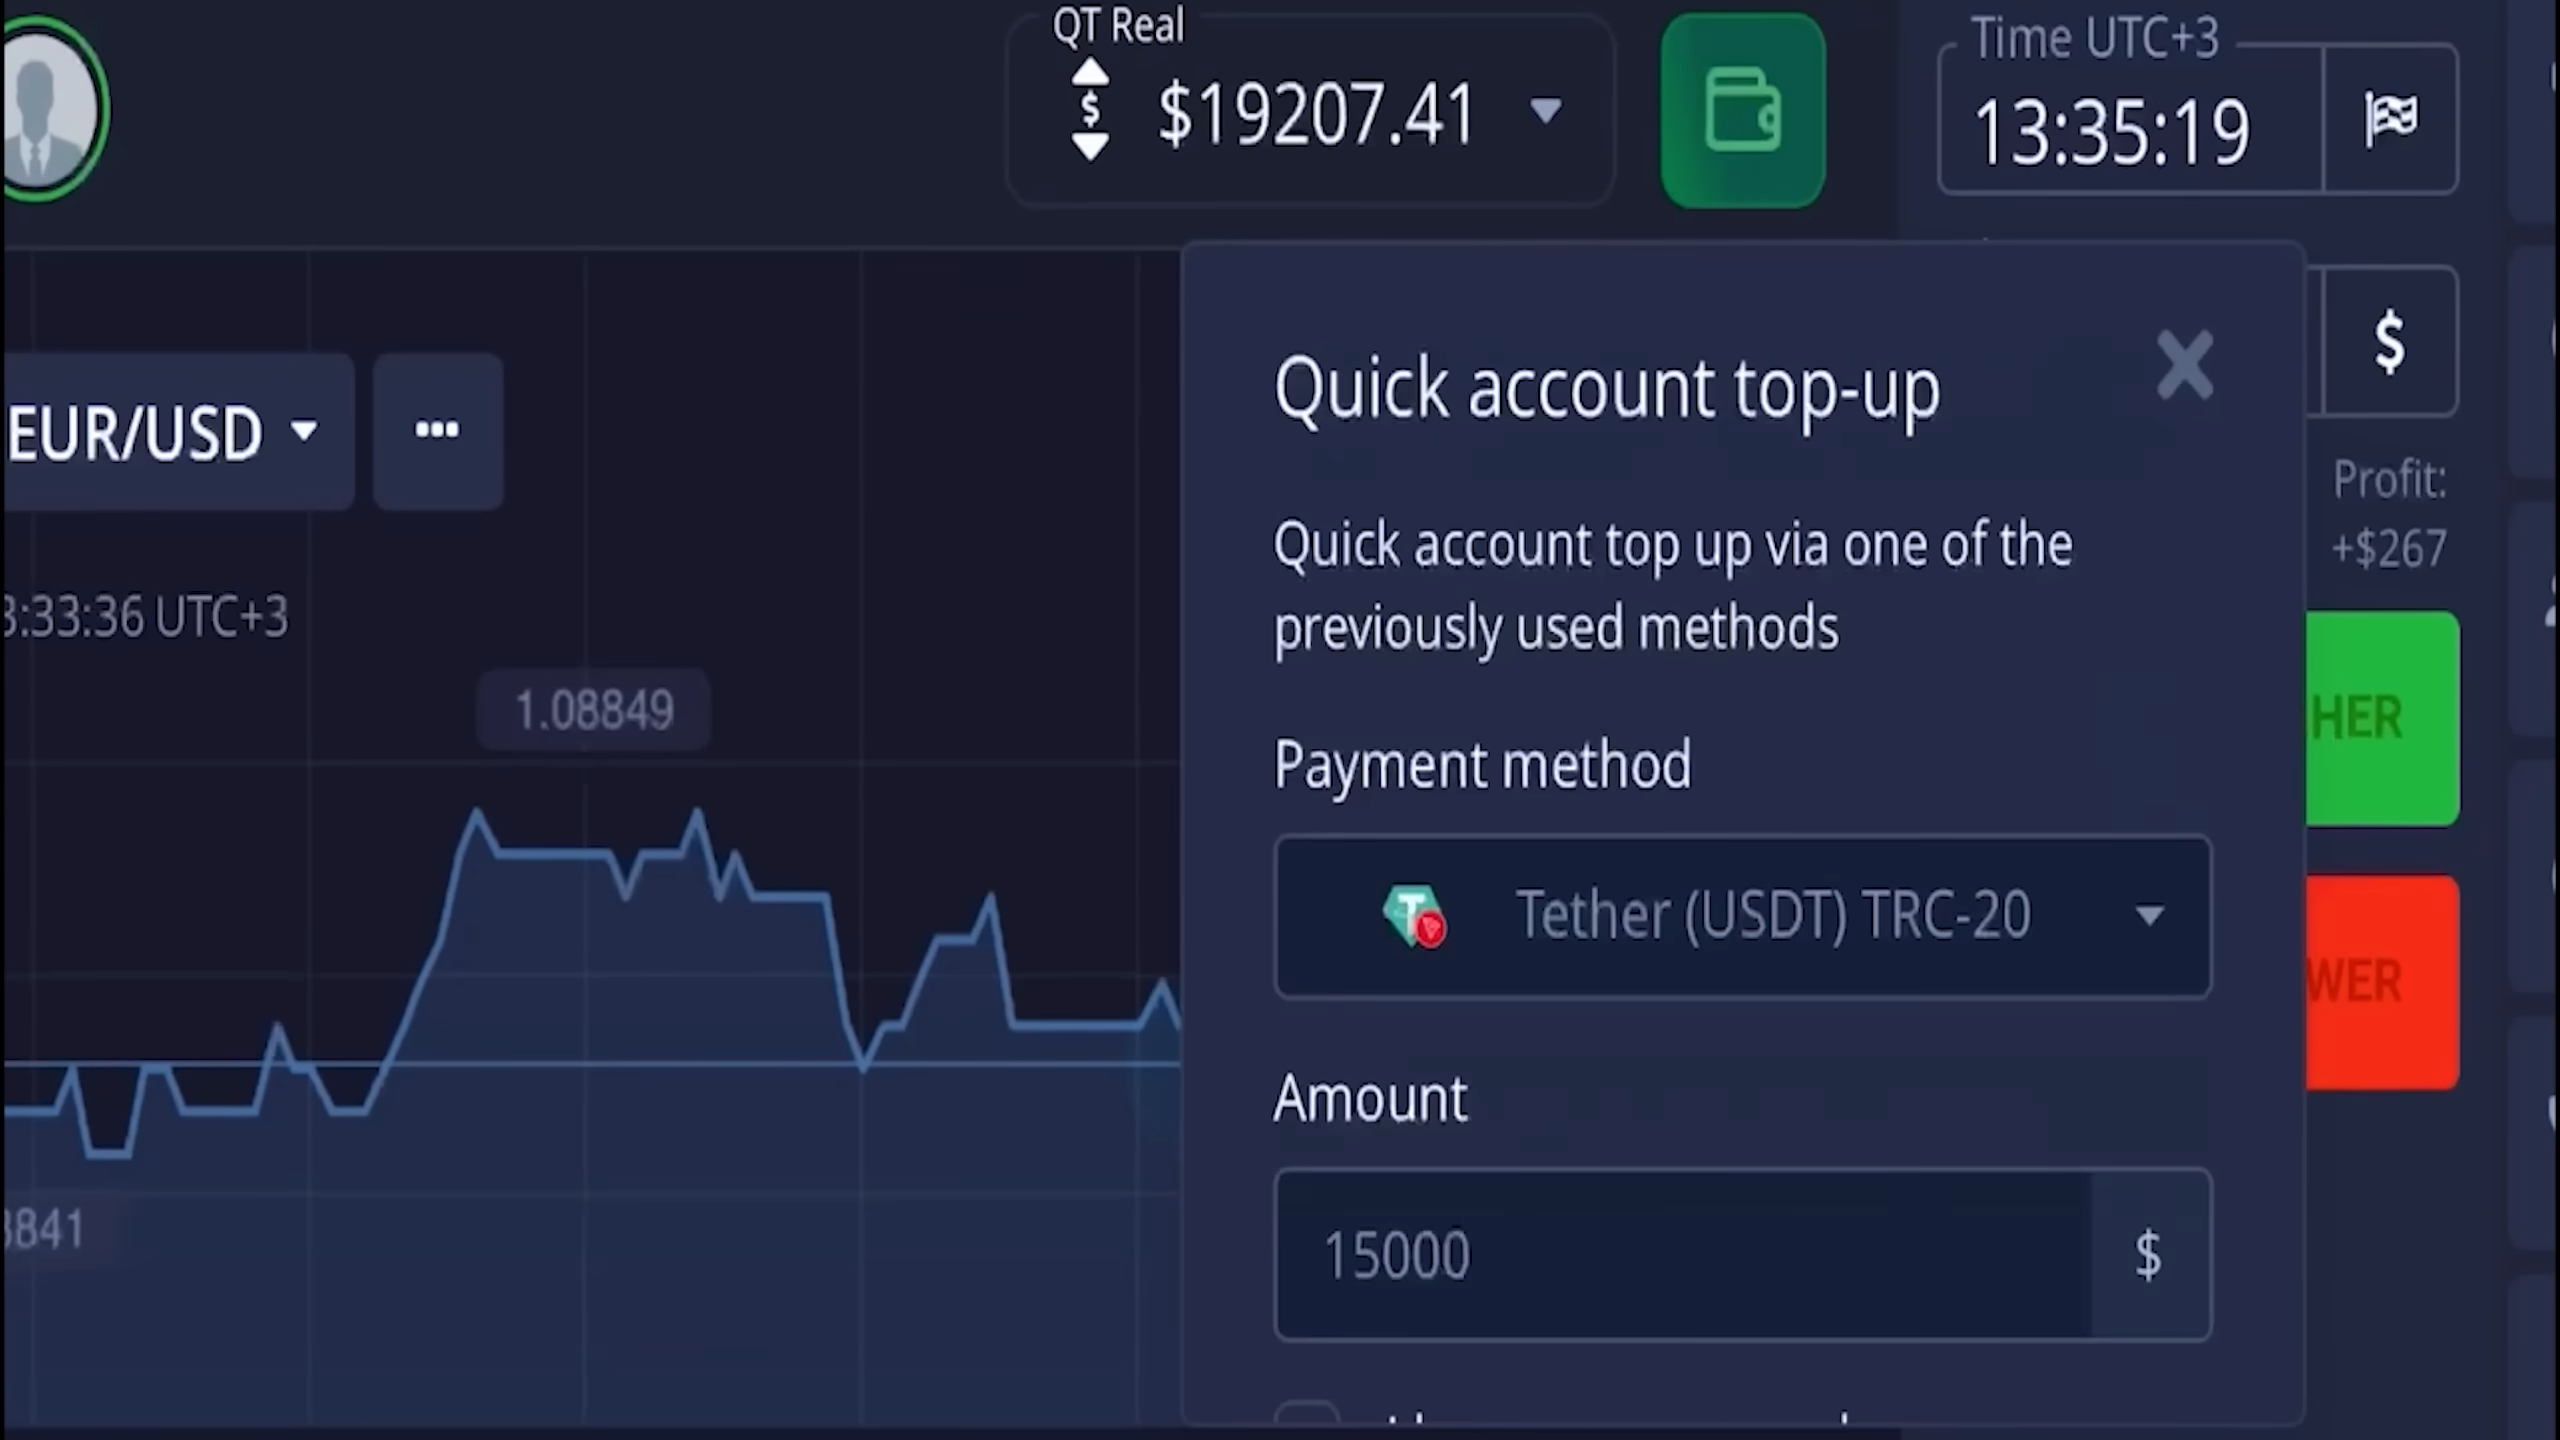 QT Real
$
$19207.41
Time UTC+3
13:35:19
EUR/USD
...
3:33:36 UTC+3
1.08849
3841
Quick account top-up
X
Quick account top up via one of the
previously used methods
Payment method
Tether (USDT) TRC-20
Amount
15000
$
$
Profit:
+$267
HER
WER